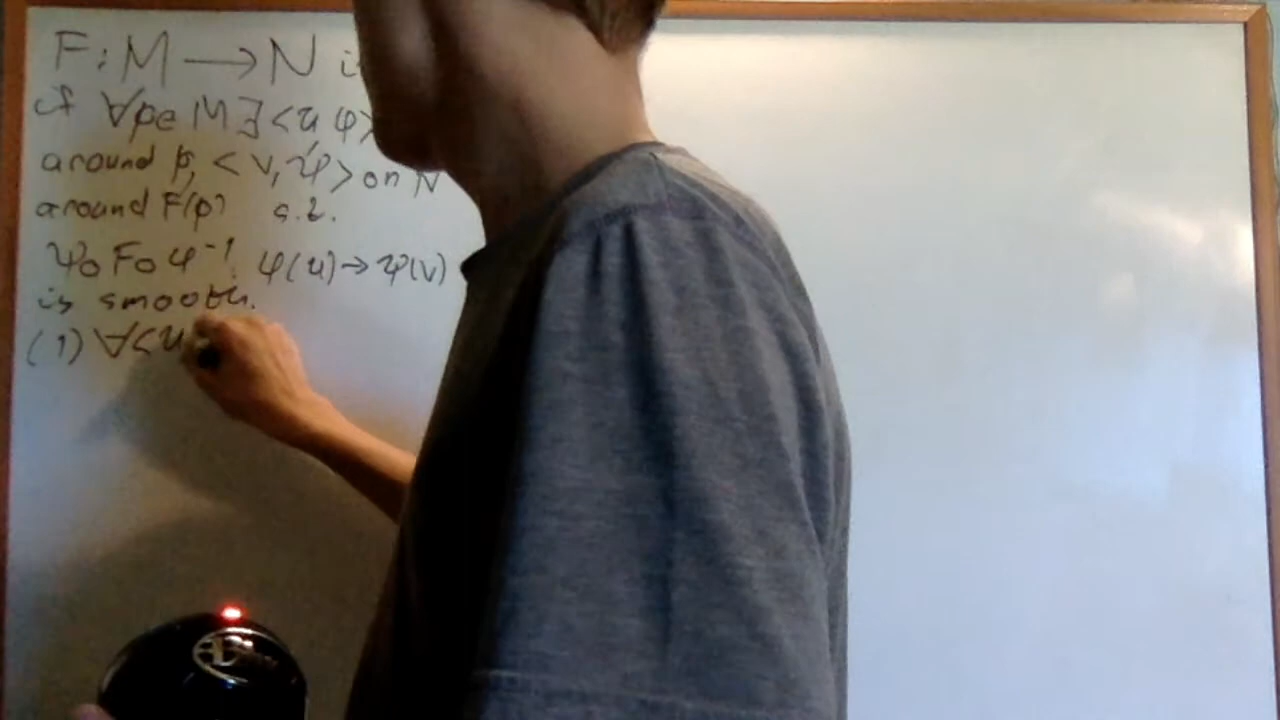 F: M → N
if ∀p∈M ∃<U φ>
around p, <V, ψ> on N
around F(p) s.t.
ψ∘F∘φ⁻¹: φ(U)→ψ(V)
is smooth.
(1) ∀<U